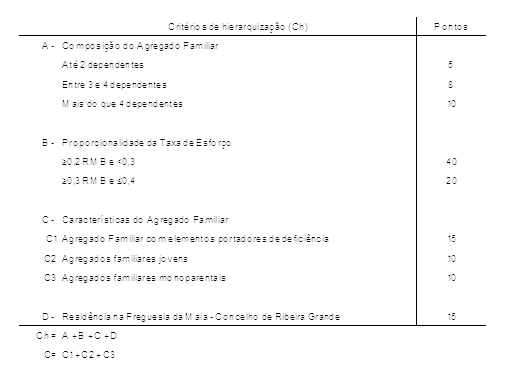 Critérios de hierarquização (Ch) Pontos
A - Composição do Agregado Familiar
Até 2 dependentes 5
Entre 3 e 4 dependentes 8
Mais do que 4 dependentes 10
B - Proporcionalidade da Taxa de Esforço
≥0,2 RMB e <0,3 40
≥0,3 RMB e ≤0,4 20
C - Características do Agregado Familiar
C1 Agregado Familiar com elementos portadores de deficiência 15
C2 Agregados familiares jovens 10
C3 Agregados familiares monoparentais 10
D - Residência na Freguesia da Maia - Concelho de Ribeira Grande 15
Ch= A +B +C +D
C= C1+C2+C3